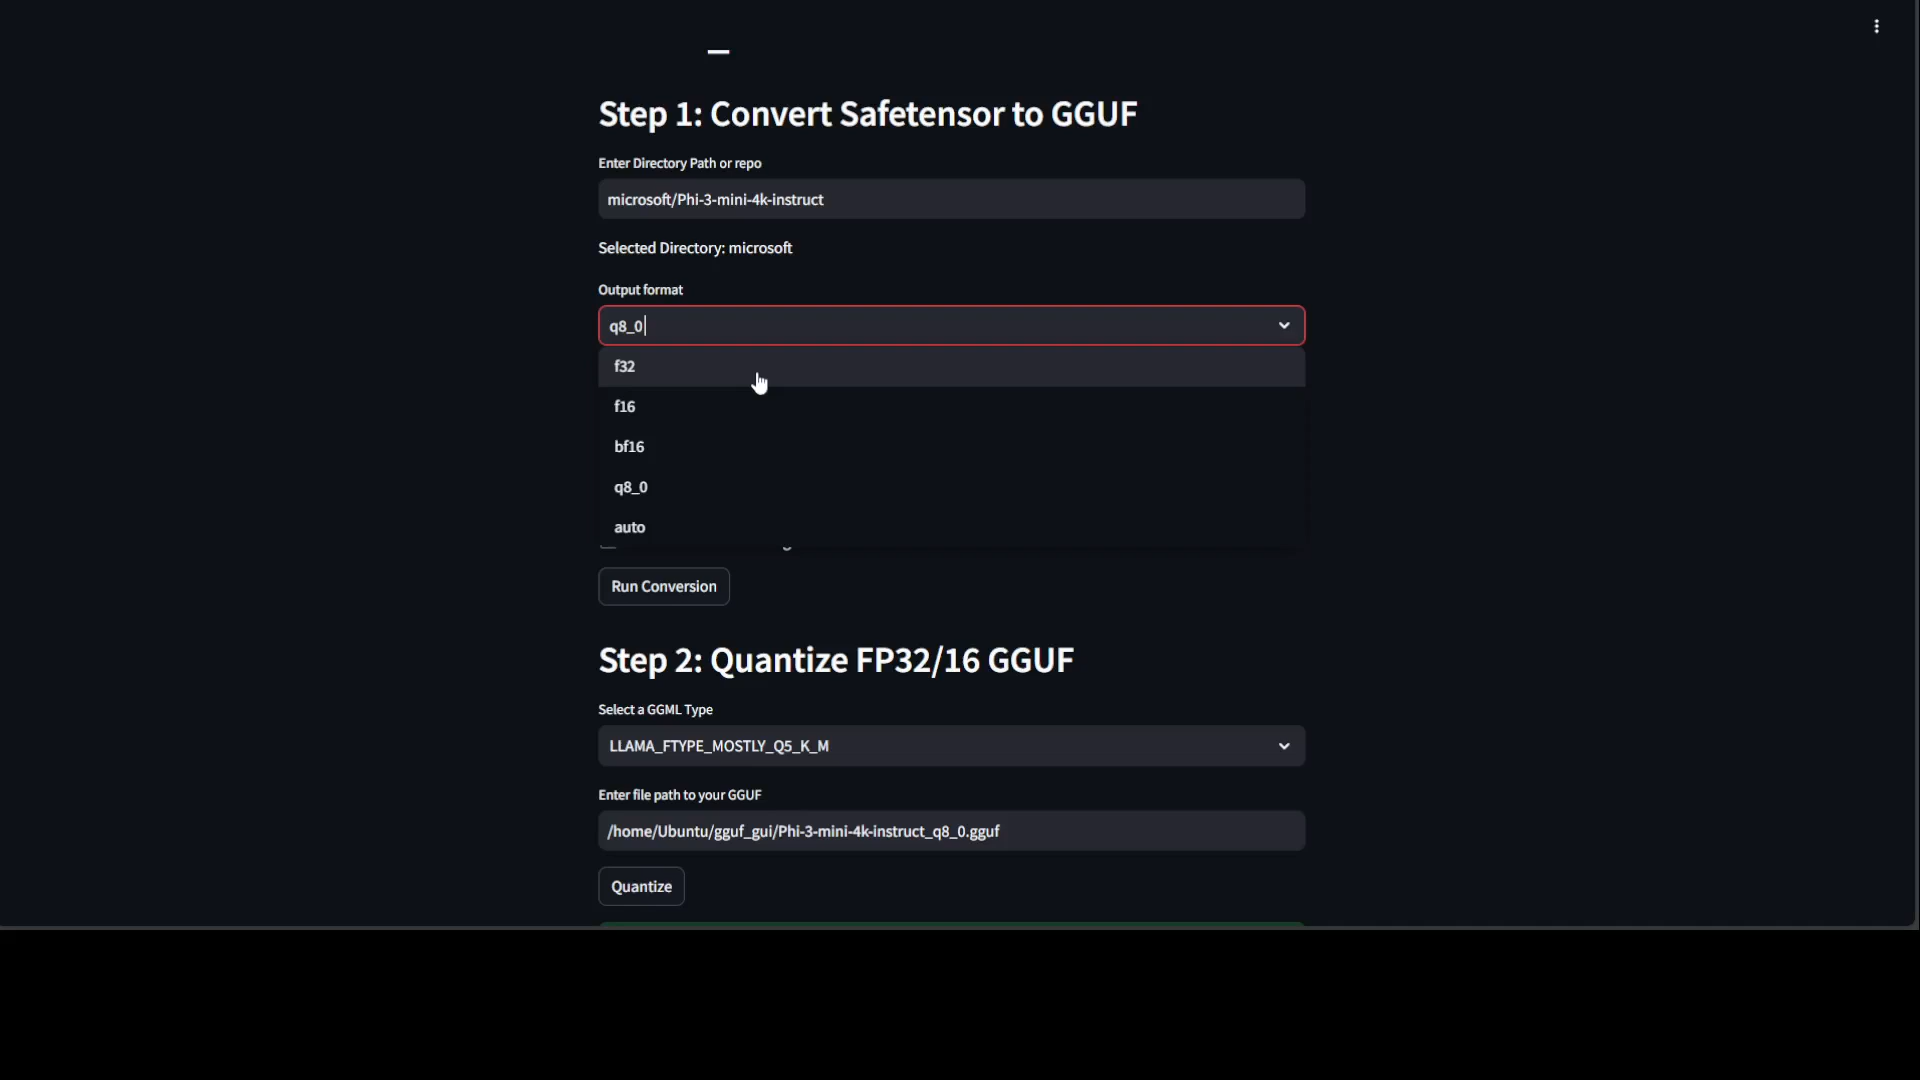 Step 1: Convert Safetensor to GGUF
Enter Directory Path or repo
microsoft/Phi-3-mini-4k-instruct
Selected Directory: microsoft
Output format
q8_0
f32
f16
bf16
q8_0
auto
Run Conversion
Step 2: Quantize FP32/16 GGUF
Select a GGML Type
LLAMA_FTYPE_MOSTLY_Q5_K_M
Enter file path to your GGUF
/home/Ubuntu/gguf_gui/Phi-3-mini-4k-instruct_q8_0.gguf
Quantize